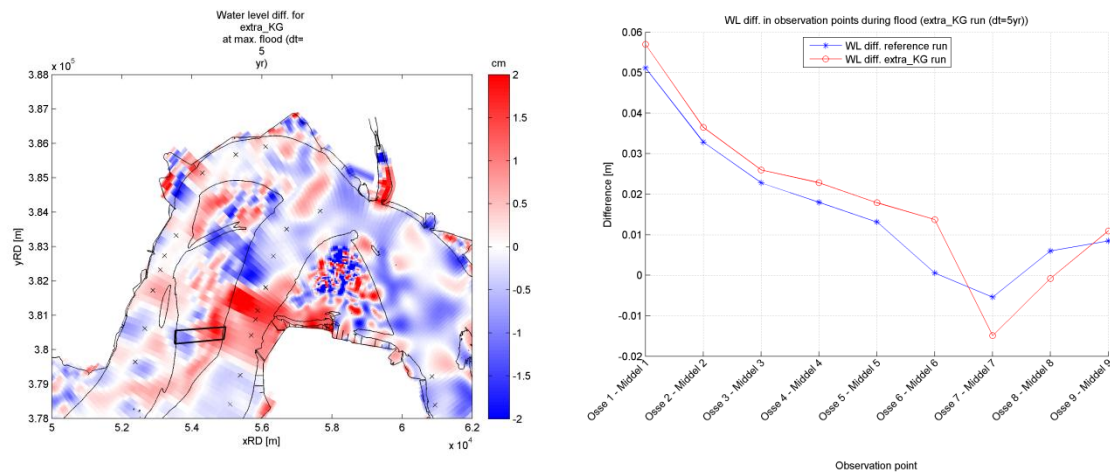 Water level diff. for
extra_KG
at max. flood (dt=
5
yr)
x 10⁵
cm
3.88
3.87
3.86
3.85
3.84
3.83
3.82
3.81
3.8
3.79
3.78
yRD [m]
5 5.2 5.4 5.6 5.8 6 6.2
xRD [m]
x 10⁴
2
1.5
1
0.5
0
-0.5
-1
-1.5
-2
WL diff. in observation points during flood (extra_KG run (dt=5yr))
WL diff. reference run
WL diff. extra_KG run
0.06
0.05
0.04
0.03
0.02
0.01
0
-0.01
-0.02
Difference [m]
Osse 1 - Middel 1
Osse 2 - Middel 2
Osse 3 - Middel 3
Osse 4 - Middel 4
Osse 5 - Middel 5
Osse 6 - Middel 6
Osse 7 - Middel 7
Osse 8 - Middel 8
Osse 9 - Middel 9
Observation point